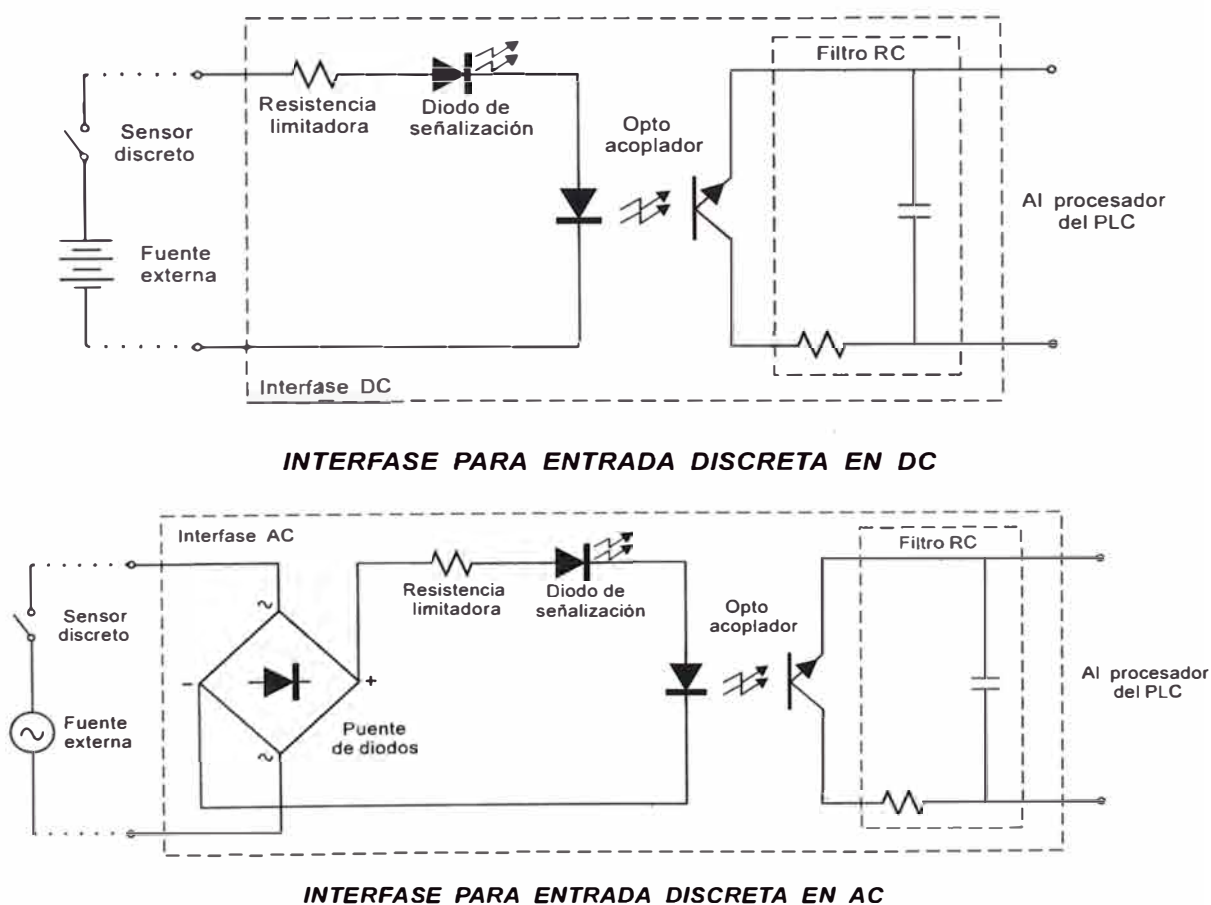 Filtro RC
Resistencia
limitadora
Diodo de
señalización
Opto
acoplador
Sensor
discreto
Al procesador
del PLC
Fuente
externa
Interfase DC
INTERFASE PARA ENTRADA DISCRETA EN DC
Interfase AC
Filtro RC
Resistencia
limitadora
Diodo de
señalización
Opto
acoplador
Sensor
discreto
~
- +
Al procesador
del PLC
Fuente
externa
~
Puente
de diodos
~
INTERFASE PARA ENTRADA DISCRETA EN AC